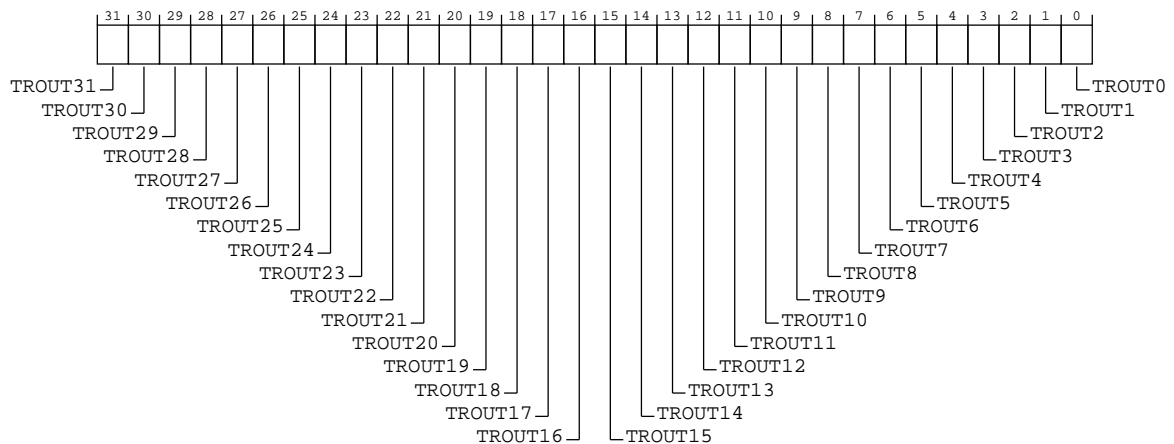 31 30 29 28 27 26 25 24 23 22 21 20 19 18 17 16 15 14 13 12 11 10 9 8 7 6 5 4 3 2 1 0
TROUT31 TROUT0
TROUT30 TROUT1
TROUT29 TROUT2
TROUT28 TROUT3
TROUT27 TROUT4
TROUT26 TROUT5
TROUT25 TROUT6
TROUT24 TROUT7
TROUT23 TROUT8
TROUT22 TROUT9
TROUT21 TROUT10
TROUT20 TROUT11
TROUT19 TROUT12
TROUT18 TROUT13
TROUT17 TROUT14
TROUT16 TROUT15